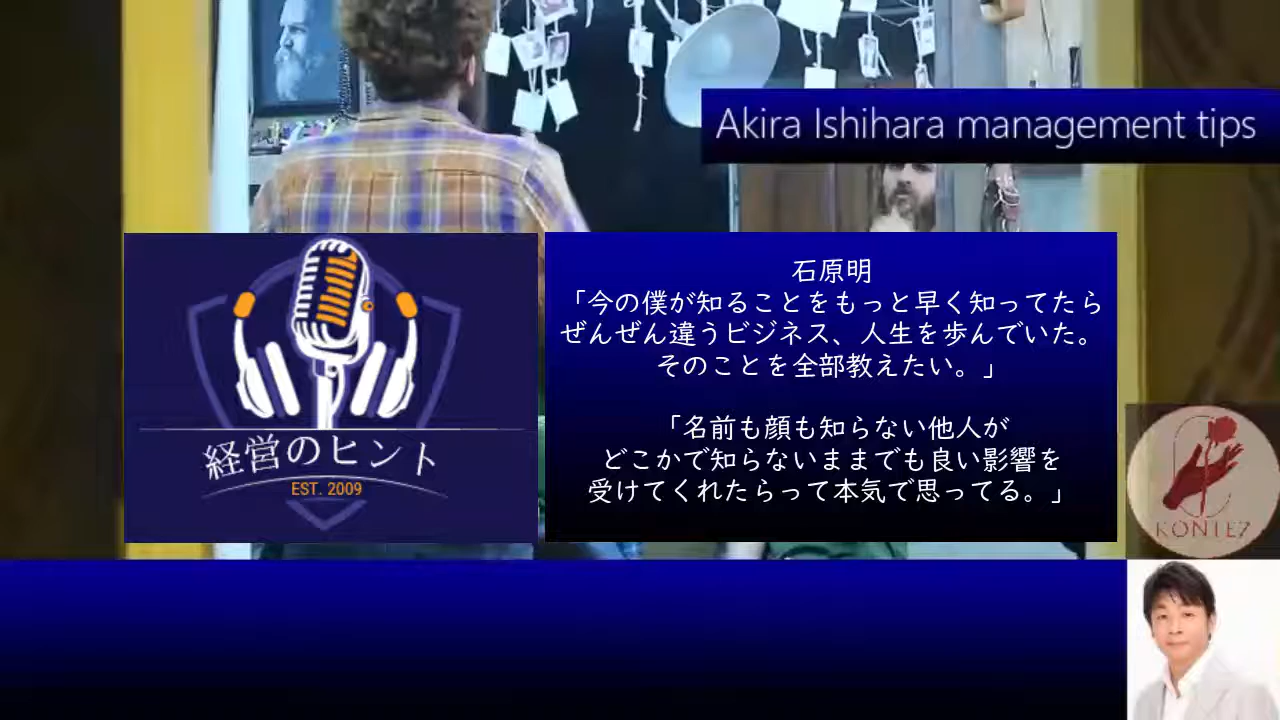 Akira Ishihara management tips
石原明
「今の僕が知ることをもっと早く知ってたら
ぜんぜん違うビジネス、人生を歩んでいた。
そのことを全部教えたい。」
「名前も顔も知らない他人が
どこかで知らないままでも良い影響を
受けてくれたらって本気で思ってる。」
経営のヒント
EST. 2009
KONTEZ